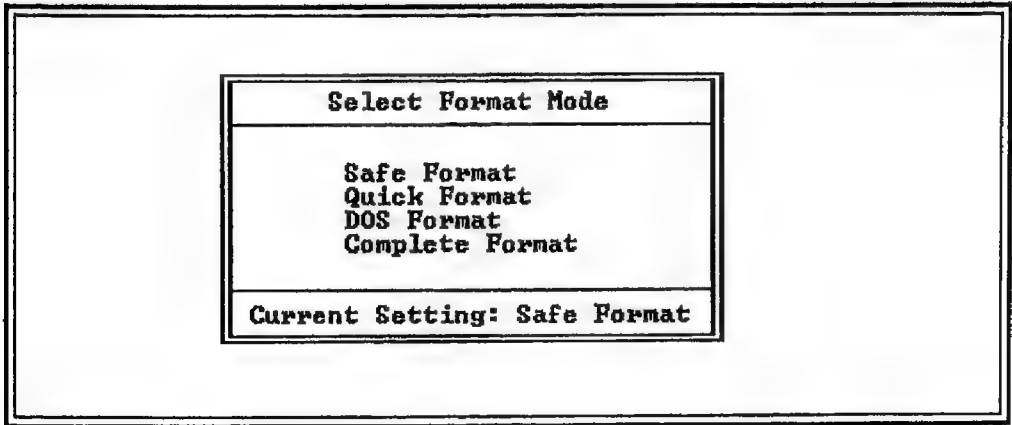 Select Format Mode
Safe Format
Quick Format
DOS Format
Complete Format
Current Setting: Safe Format